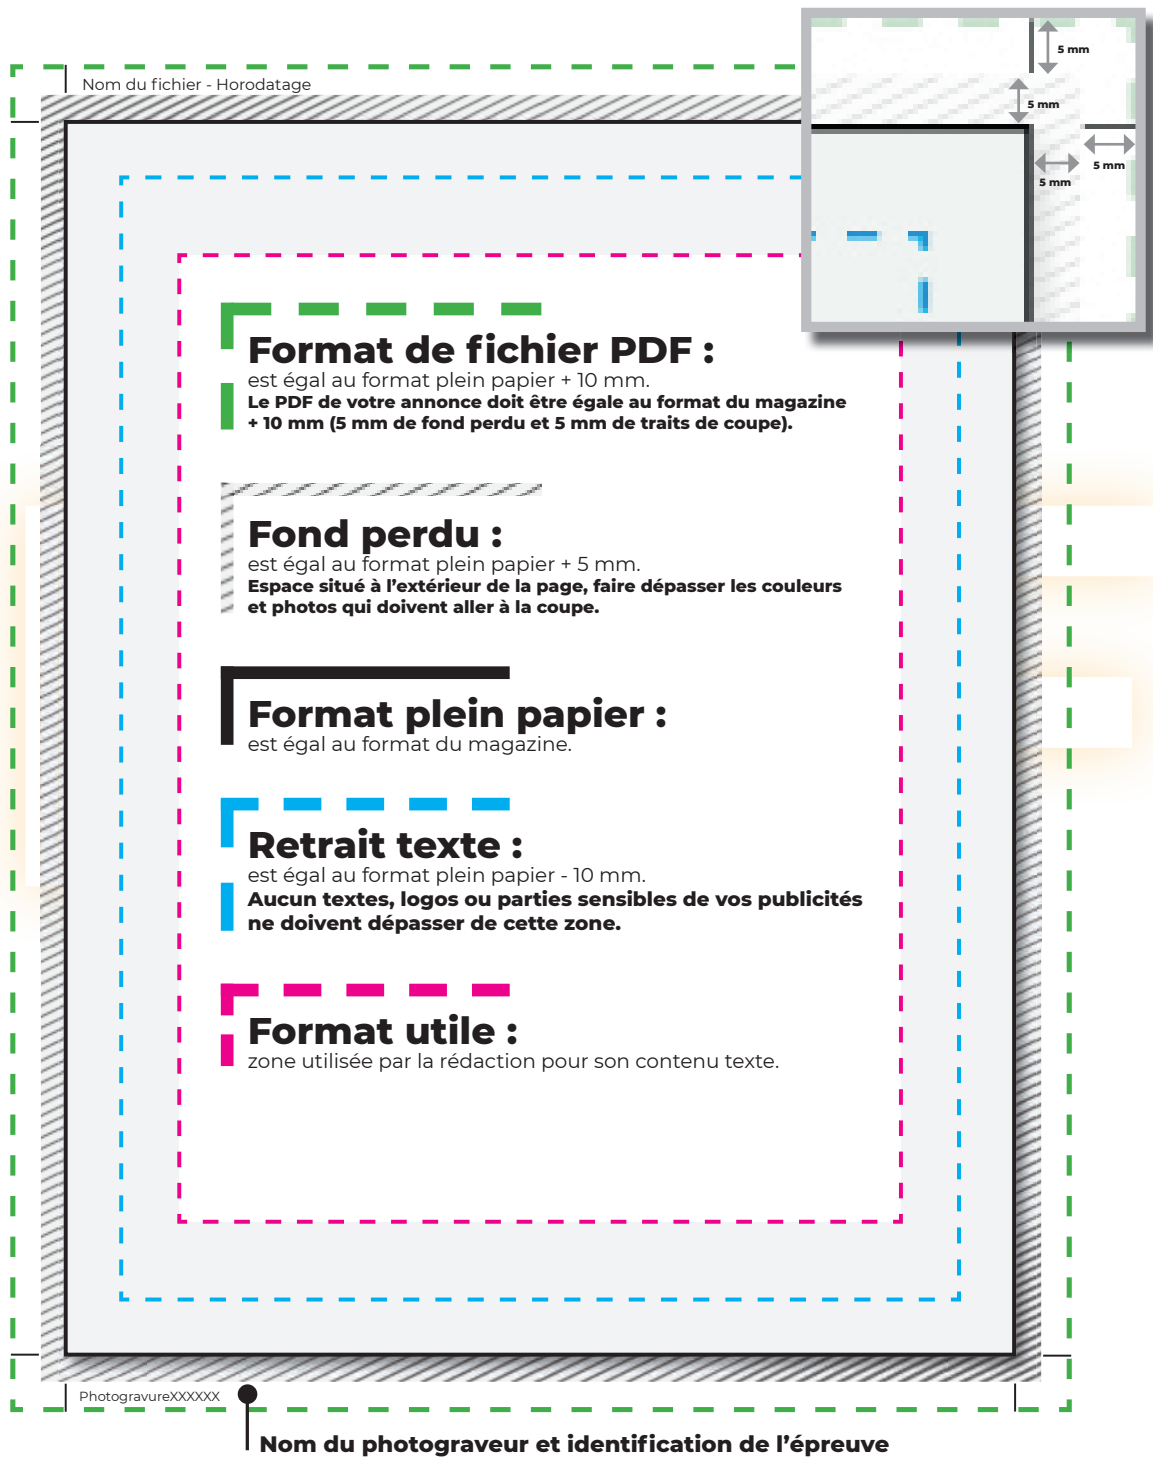 Nom du fichier - Horodatage
5 mm
5 mm
5 mm
5 mm
Format de fichier PDF :
est égal au format plein papier + 10 mm.
Le PDF de votre annonce doit être égale au format du magazine
+ 10 mm (5 mm de fond perdu et 5 mm de traits de coupe).
Fond perdu :
est égal au format plein papier + 5 mm.
Espace situé à l’extérieur de la page, faire dépasser les couleurs
et photos qui doivent aller à la coupe.
Format plein papier :
est égal au format du magazine.
Retrait texte :
est égal au format plein papier - 10 mm.
Aucun textes, logos ou parties sensibles de vos publicités
ne doivent dépasser de cette zone.
Format utile :
zone utilisée par la rédaction pour son contenu texte.
PhotogravureXXXXXX
Nom du photograveur et identification de l’épreuve